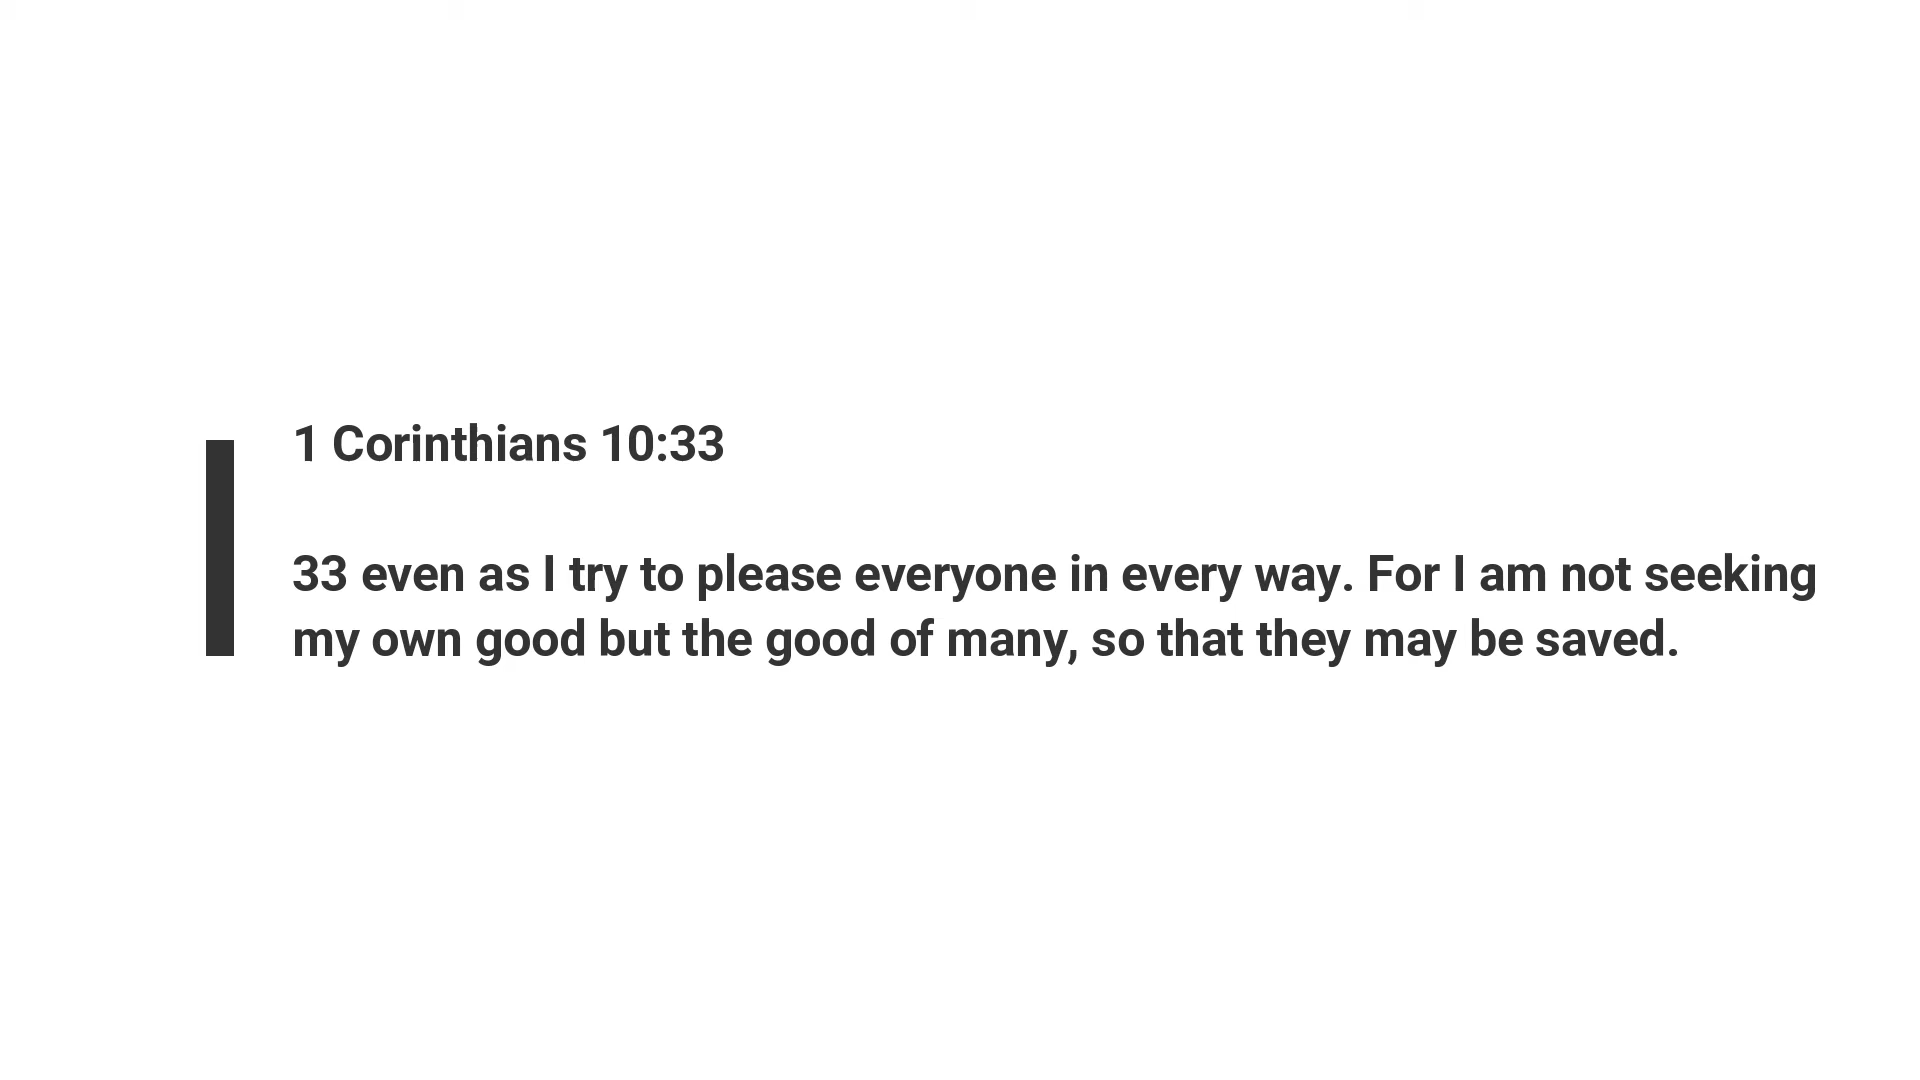 1 Corinthians 10:33
33 even as I try to please everyone in every way. For I am not seeking
my own good but the good of many, so that they may be saved.